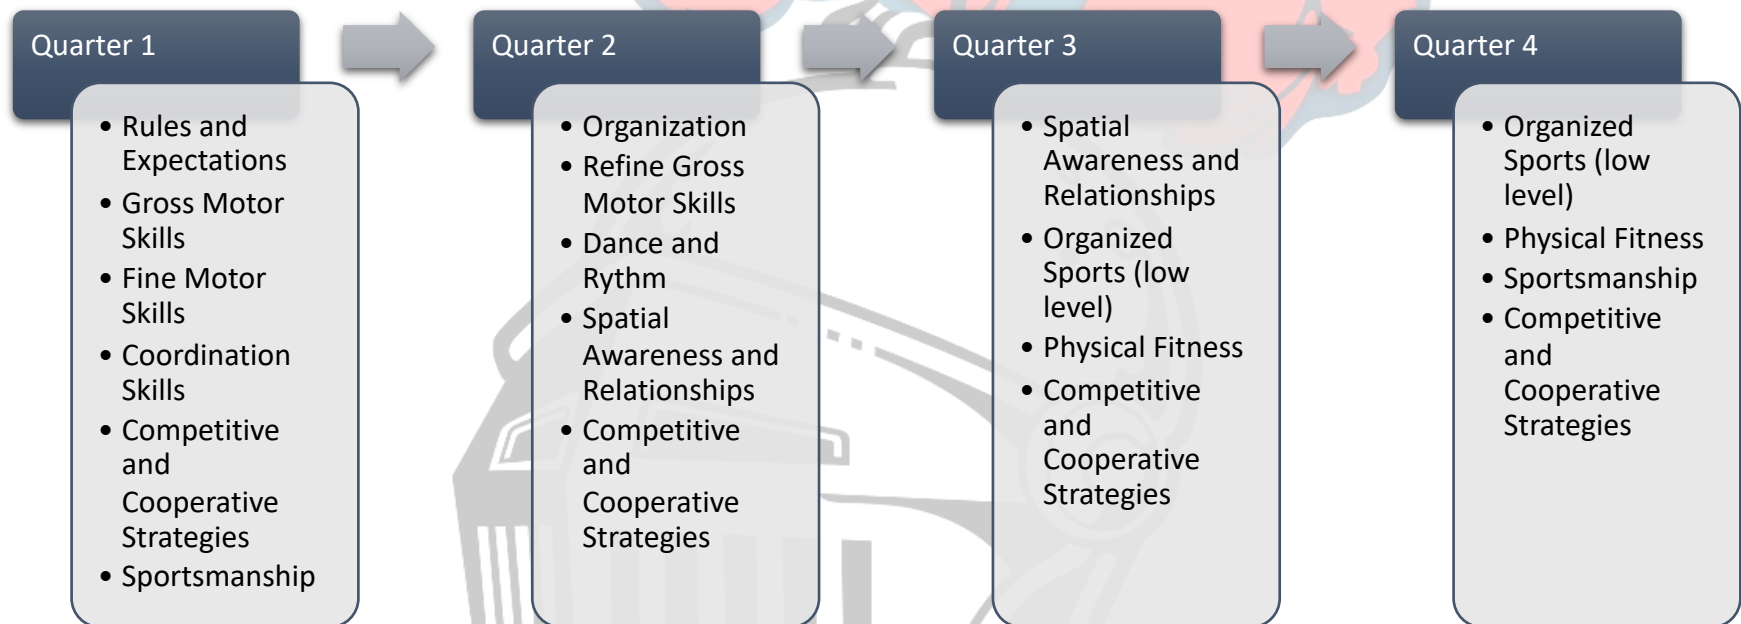 Quarter 1
• Rules and
Expectations
• Gross Motor
Skills
• Fine Motor
Skills
• Coordination
Skills
• Competitive
and
Cooperative
Strategies
• Sportsmanship
Quarter 2
• Organization
• Refine Gross
Motor Skills
• Dance and
Rythm
• Spatial
Awareness and
Relationships
• Competitive
and
Cooperative
Strategies
Quarter 3
• Spatial
Awareness and
Relationships
• Organized
Sports (low
level)
• Physical Fitness
• Competitive
and
Cooperative
Strategies
Quarter 4
• Organized
Sports (low
level)
• Physical Fitness
• Sportsmanship
• Competitive
and
Cooperative
Strategies